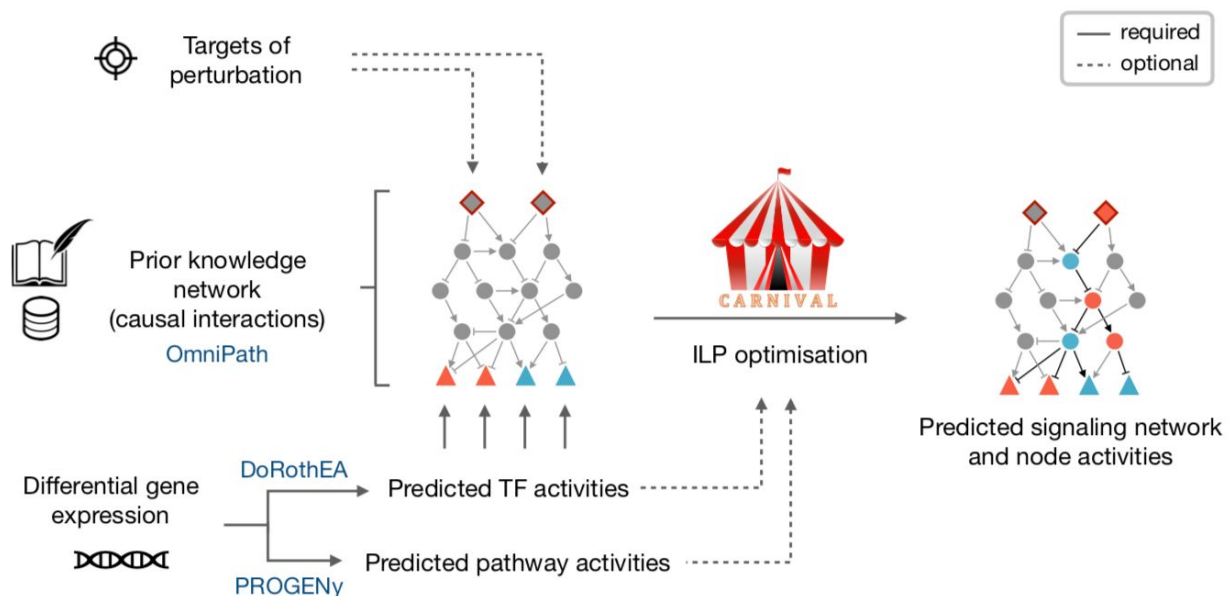 Targets of
perturbation
required
optional
Prior knowledge
network
(causal interactions)
OmniPath
CARNIVAL
ILP optimisation
Predicted signaling network
and node activities
Differential gene
expression
DoRothEA
Predicted TF activities
Predicted pathway activities
PROGENy